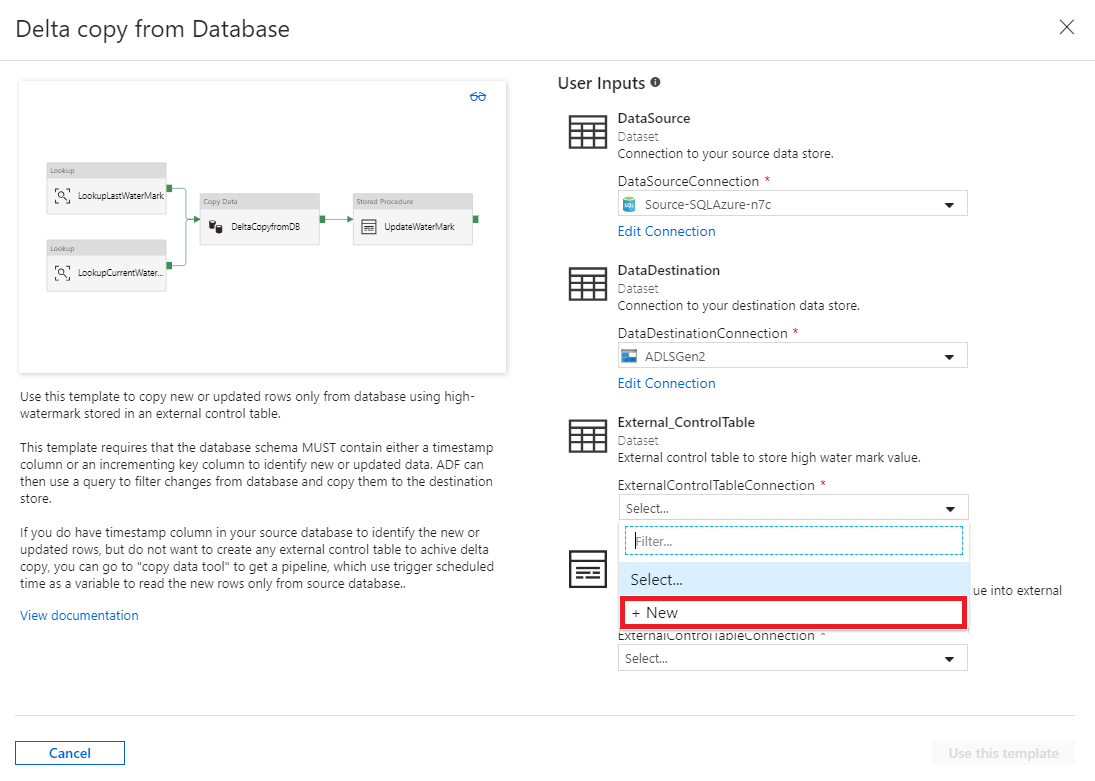 Delta copy from Database
Lookup
LookupLastWaterMark
Lookup
LookupCurrentWater...
Copy Data
DeltaCopyfromDB
Stored Procedure
UpdateWaterMark
Use this template to copy new or updated rows only from database using high-
watermark stored in an external control table.
This template requires that the database schema MUST contain either a timestamp
column or an incrementing key column to identify new or updated data. ADF can
then use a query to filter changes from database and copy them to the destination
store.
If you do have timestamp column in your source database to identify the new or
updated rows, but do not want to create any external control table to achive delta
copy, you can go to "copy data tool" to get a pipeline, which use trigger scheduled
time as a variable to read the new rows only from source database..
View documentation
User Inputs
DataSource
Dataset
Connection to your source data store.
DataSourceConnection *
SQL Source-SQLAzure-n7c
Edit Connection
DataDestination
Dataset
Connection to your destination data store.
DataDestinationConnection *
ADLSGen2
Edit Connection
External_ControlTable
Dataset
External control table to store high water mark value.
ExternalControlTableConnection *
Select...
Filter...
Select...
+ New
ue into external
ExternalControlTableConnection *
Select...
Cancel
Use this template